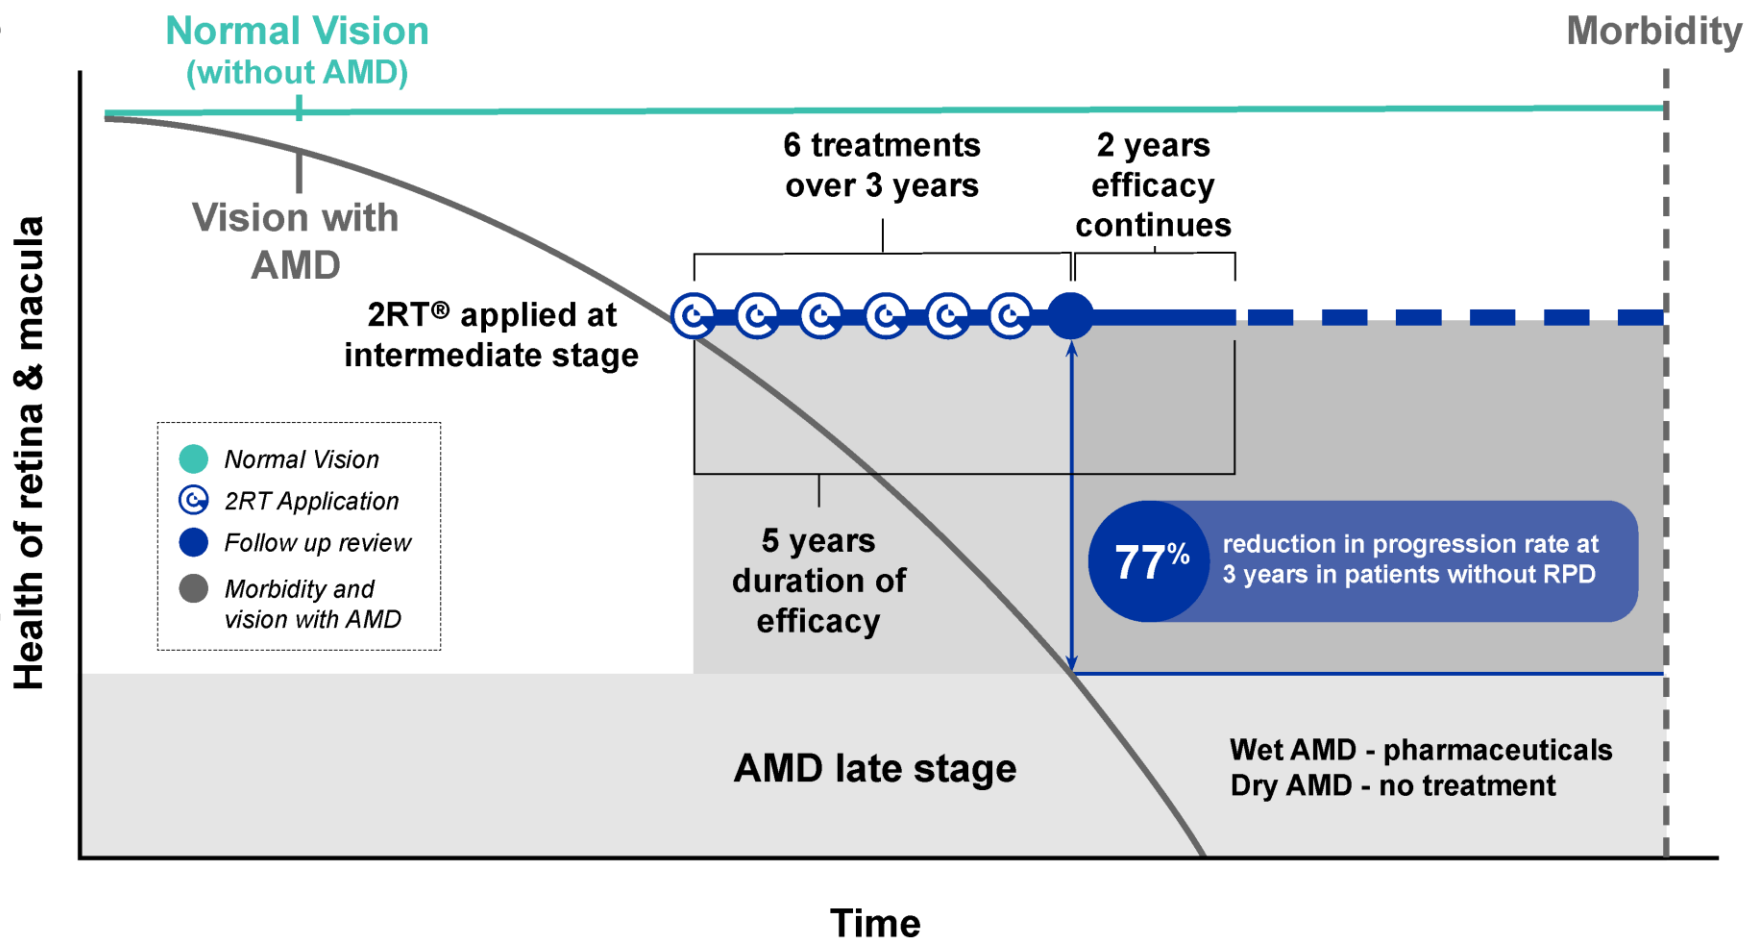 Normal Vision
(without AMD)
Morbidity
Vision with
AMD
6 treatments
over 3 years
2 years
efficacy
continues
2RT® applied at
intermediate stage
Normal Vision
2RT Application
Follow up review
Morbidity and
vision with AMD
5 years
duration of
efficacy
77%
reduction in progression rate at
3 years in patients without RPD
AMD late stage
Wet AMD - pharmaceuticals
Dry AMD - no treatment
Health of retina & macula
Time